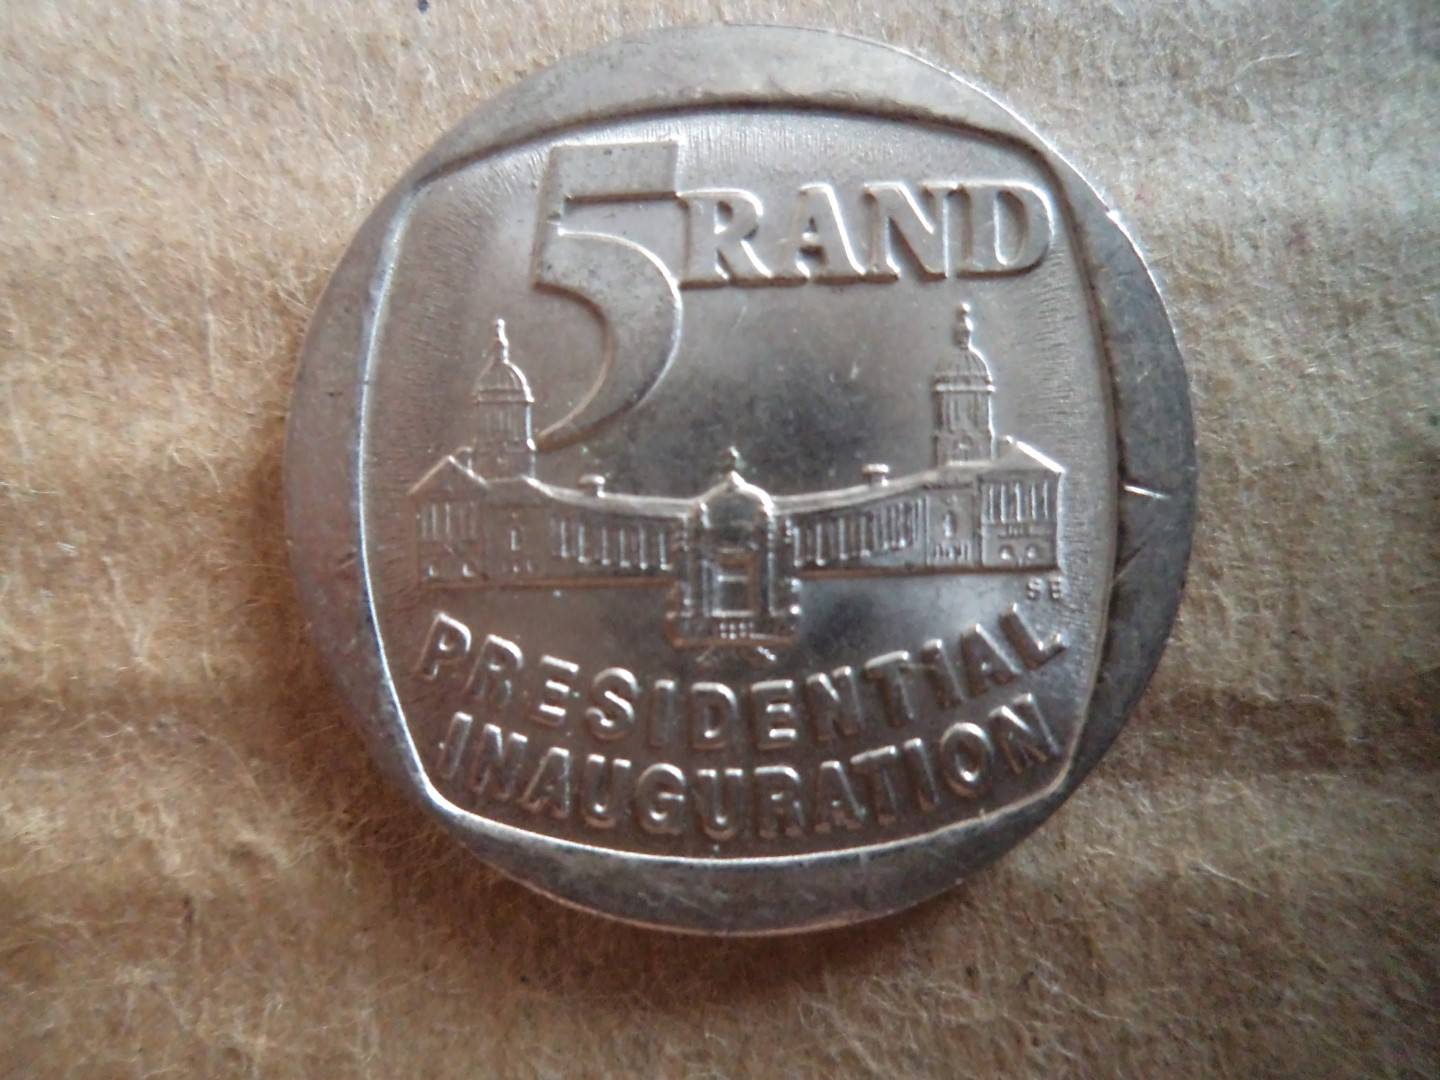 5 RAND
SE
PRESIDENTIAL
INAUGURATION